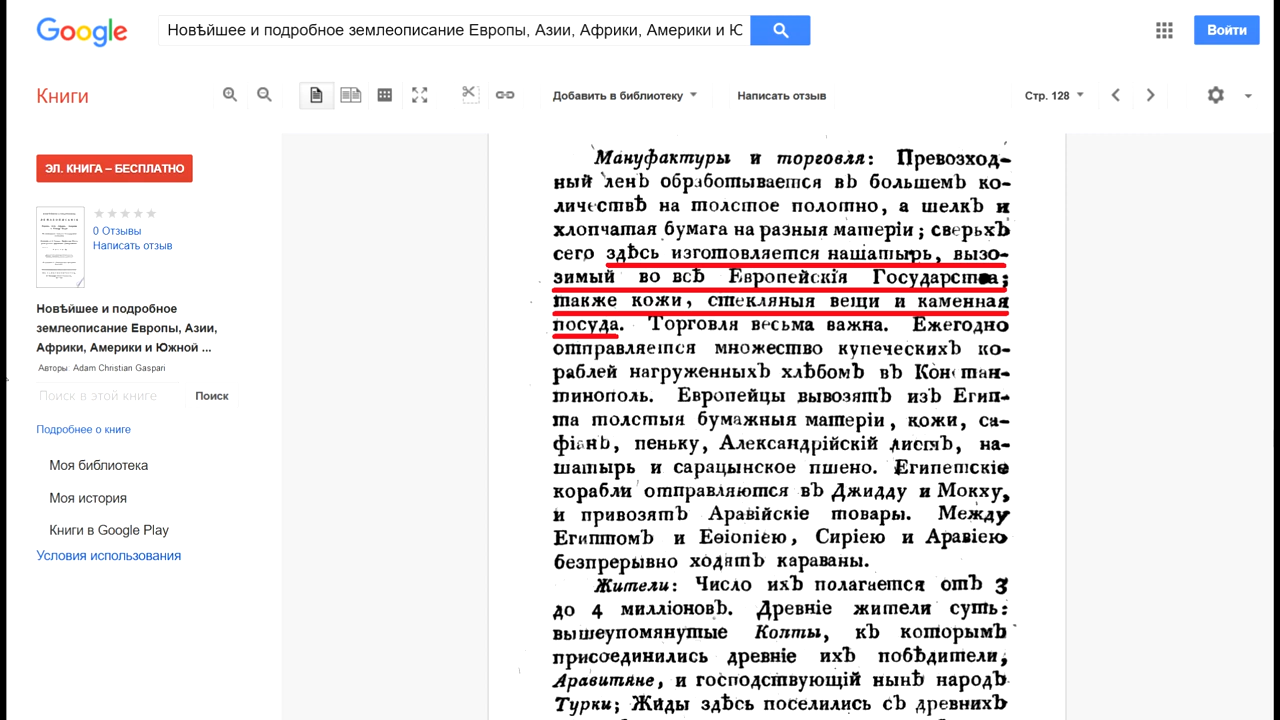 Google
Новѣйшее и подробное землеописание Европы, Азии, Африки, Америки и Ю
Войти
Книги
Добавить в библиотеку
Написать отзыв
Стр. 128
ЭЛ. КНИГА – БЕСПЛАТНО
0 Отзывы
Написать отзыв
Новѣйшее и подробное
землеописание Европы, Азии,
Африки, Америки и Южной ...
Авторы: Adam Christian Gaspari
Поиск в этой книге
Поиск
Подробнее о книге
Моя библиотека
Моя история
Книги в Google Play
Условия использования
Мануфактуры и торговля: Превозход-
ный ленъ обработывается въ большемъ ко-
личествѣ на толстое полотно, а шелкъ и
хлопчатая бумага на разныя матеріи; сверьхъ
сего здѣсь изготовляется нашатырь, вызо-
зимый во всѣ Европейскія Государства;
также кожи, стекляныя вещи и каменная
посуда. Торговля весьма важна. Ежегодно
отправляется множество купеческихъ ко-
раблей нагруженныхъ хлѣбомъ въ Констан-
тинополь. Европейцы вывозятъ изъ Егип-
та толстыя бумажныя матеріи, кожи, са-
фіанъ, пеньку, Александрійскій листъ, на-
шатырь и сарацынское пшено. Египетскіе
корабли отправляются въ Джидду и Мокху,
и привозятъ Аравійскіе товары. Между
Египтомъ и Еѳіопіею, Сиріею и Аравіею
безпрерывно ходятъ караваны.
Жители: Число ихъ полагается отъ 3
до 4 милліоновъ. Древніе жители суть:
вышеупомянутые Копты, къ которымъ
присоединились древніе ихъ побѣдители,
Аравитяне, и господствующій нынѣ народъ
Турки; Жиды здѣсь поселились съ древнихъ